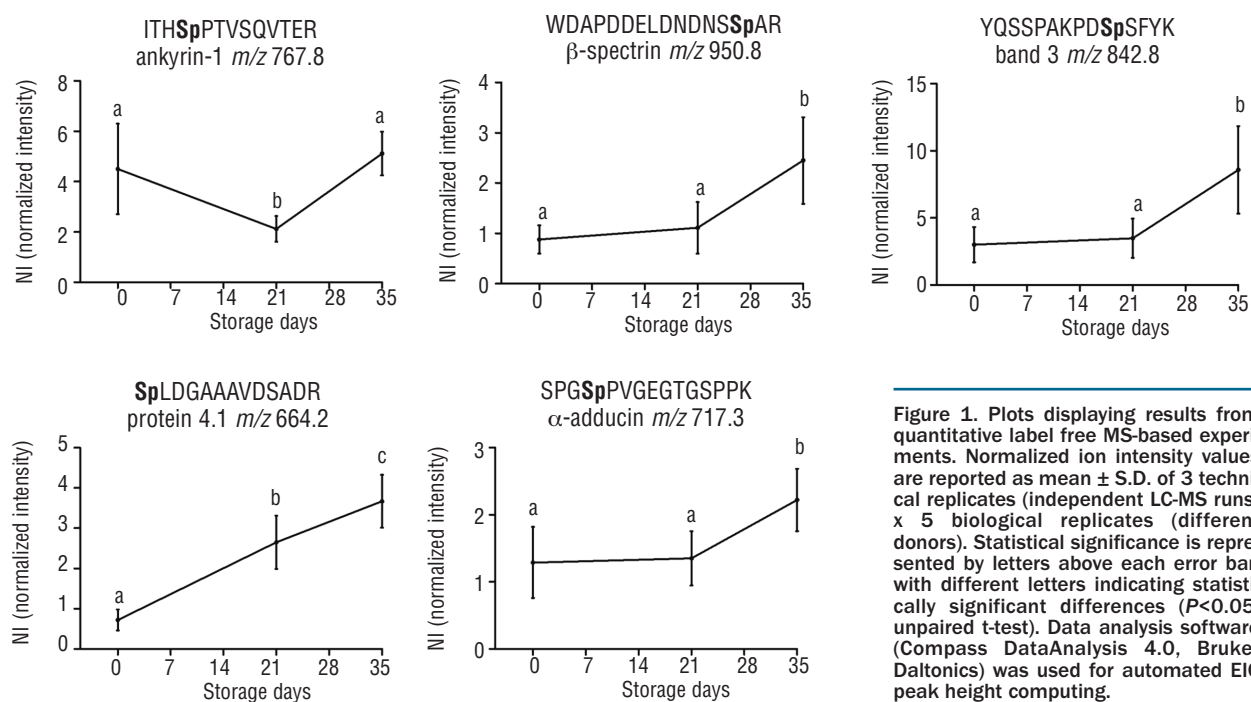 ITHSpPTVSQVTER
ankyrin-1 m/z 767.8
NI (normalized intensity)
8
6
4
2
0
a
b
a
0 7 14 21 28 35
Storage days
WDAPDDELDNDNSSpAR
β-spectrin m/z 950.8
NI (normalized intensity)
4
3
2
1
0
a
a
b
0 7 14 21 28 35
Storage days
YQSSPAKPDSpSFYK
band 3 m/z 842.8
NI (normalized intensity)
15
10
5
0
a
a
b
0 7 14 21 28 35
Storage days
SpLDGAAAVDSADR
protein 4.1 m/z 664.2
NI (normalized intensity)
5
4
3
2
1
0
a
b
c
0 7 14 21 28 35
Storage days
SPGSpPVGEGTGSPPK
α-adducin m/z 717.3
NI (normalized intensity)
3
2
1
0
a
a
b
0 7 14 21 28 35
Storage days
Figure 1. Plots displaying results from
quantitative label free MS-based experi
ments. Normalized ion intensity values
are reported as mean ± S.D. of 3 techni
cal replicates (independent LC-MS runs
x 5 biological replicates (differen
donors). Statistical significance is repre
sented by letters above each error bar
with different letters indicating statisti
cally significant differences (P<0.05
unpaired t-test). Data analysis software
(Compass DataAnalysis 4.0, Bruke
Daltonics) was used for automated EIC
peak height computing.